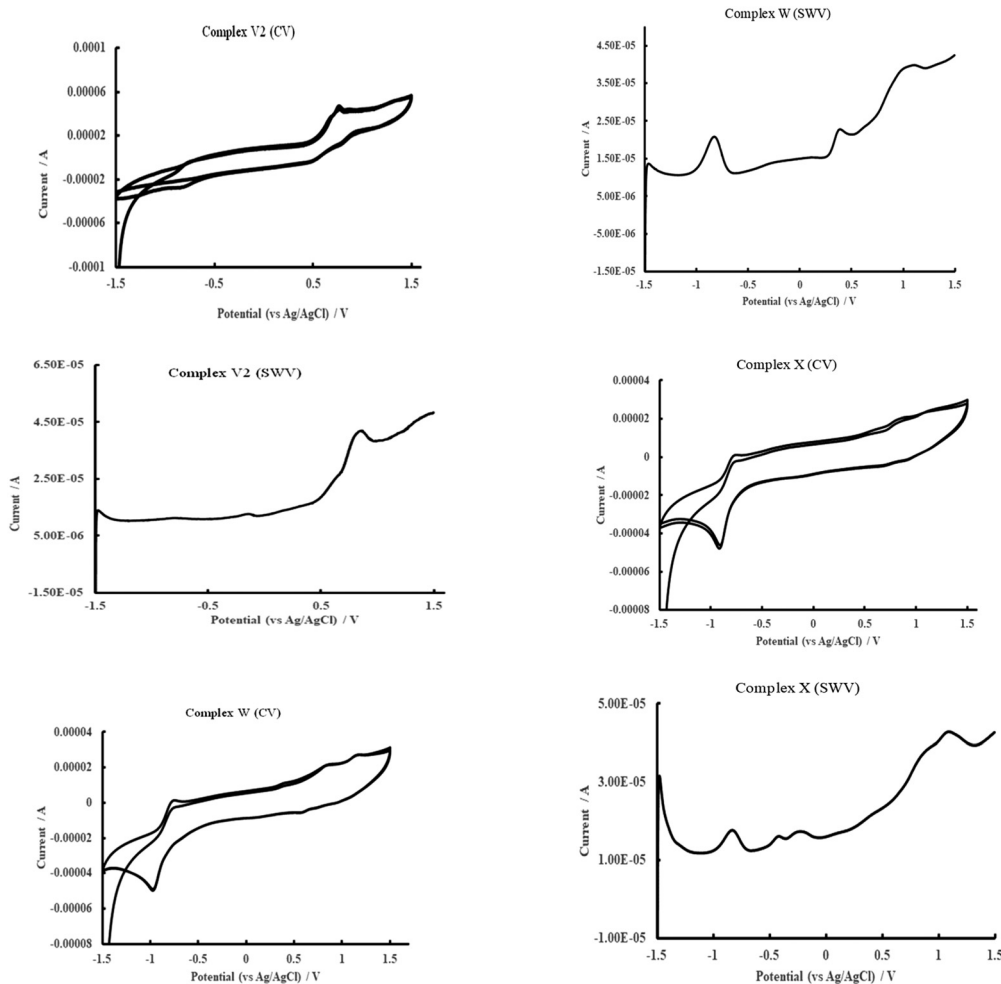 Complex V2 (CV)
0.0001
0.00006
0.00002
-0.00002
-0.00006
-0.0001
Current / A
-1.5 -0.5 0.5 1.5
Potential (vs Ag/AgCl) / V
Complex W (SWV)
4.50E-05
3.50E-05
2.50E-05
1.50E-05
5.00E-06
-5.00E-06
-1.50E-05
Current / A
-1.5 -1 -0.5 0 0.5 1 1.5
Potential (vs Ag/AgCl) / V
Complex V2 (SWV)
6.50E-05
4.50E-05
2.50E-05
5.00E-06
-1.50E-05
Current / A
-1.5 -0.5 0.5 1.5
Potential (vs Ag/AgCl) / V
Complex X (CV)
0.00004
0.00002
0
-0.00002
-0.00004
-0.00006
-0.00008
Current / A
-1.5 -1 -0.5 0 0.5 1 1.5
Potential (vs Ag/AgCl) / V
Complex W (CV)
0.00004
0.00002
0
-0.00002
-0.00004
-0.00006
-0.00008
Current / A
-1.5 -1 -0.5 0 0.5 1 1.5
Potential (vs Ag/AgCl) / V
Complex X (SWV)
5.00E-05
3.00E-05
1.00E-05
-1.00E-05
Current / A
-1.5 -1 -0.5 0 0.5 1 1.5
Potential (vs Ag/AgCl) / V